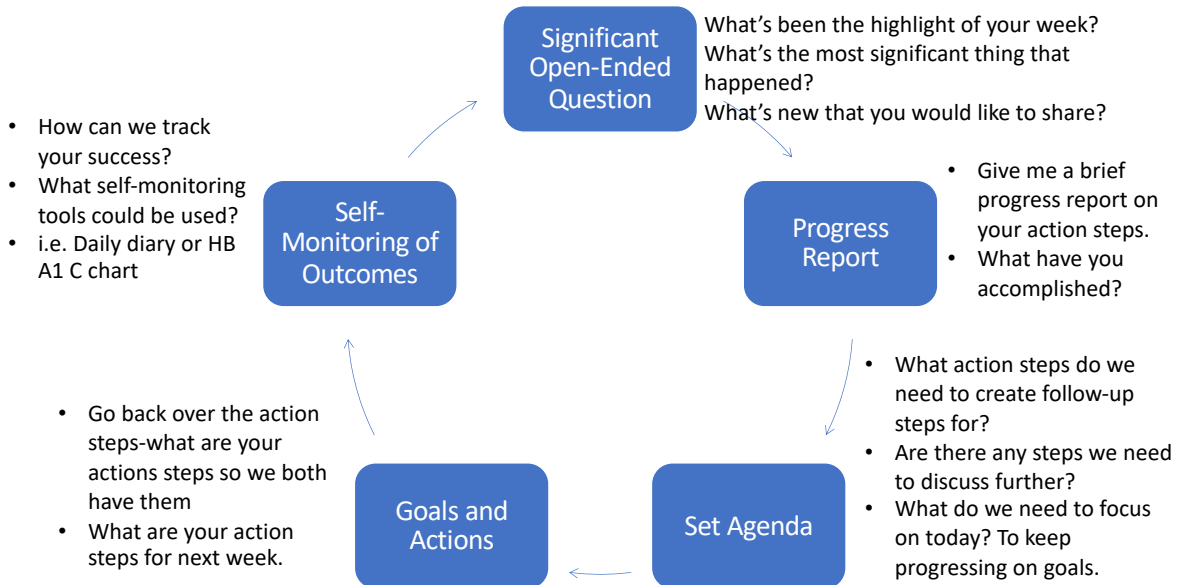 Significant
Open-Ended
Question
What's been the highlight of your week?
What's the most significant thing that
happened?
What's new that you would like to share?
Progress
Report
• Give me a brief
progress report on
your action steps.
• What have you
accomplished?
Set Agenda
• What action steps do we
need to create follow-up
steps for?
• Are there any steps we need
to discuss further?
• What do we need to focus
on today? To keep
progressing on goals.
Goals and
Actions
• Go back over the action
steps-what are your
actions steps so we both
have them
• What are your action
steps for next week.
Self-
Monitoring of
Outcomes
• How can we track
your success?
• What self-monitoring
tools could be used?
• i.e. Daily diary or HB
A1 C chart